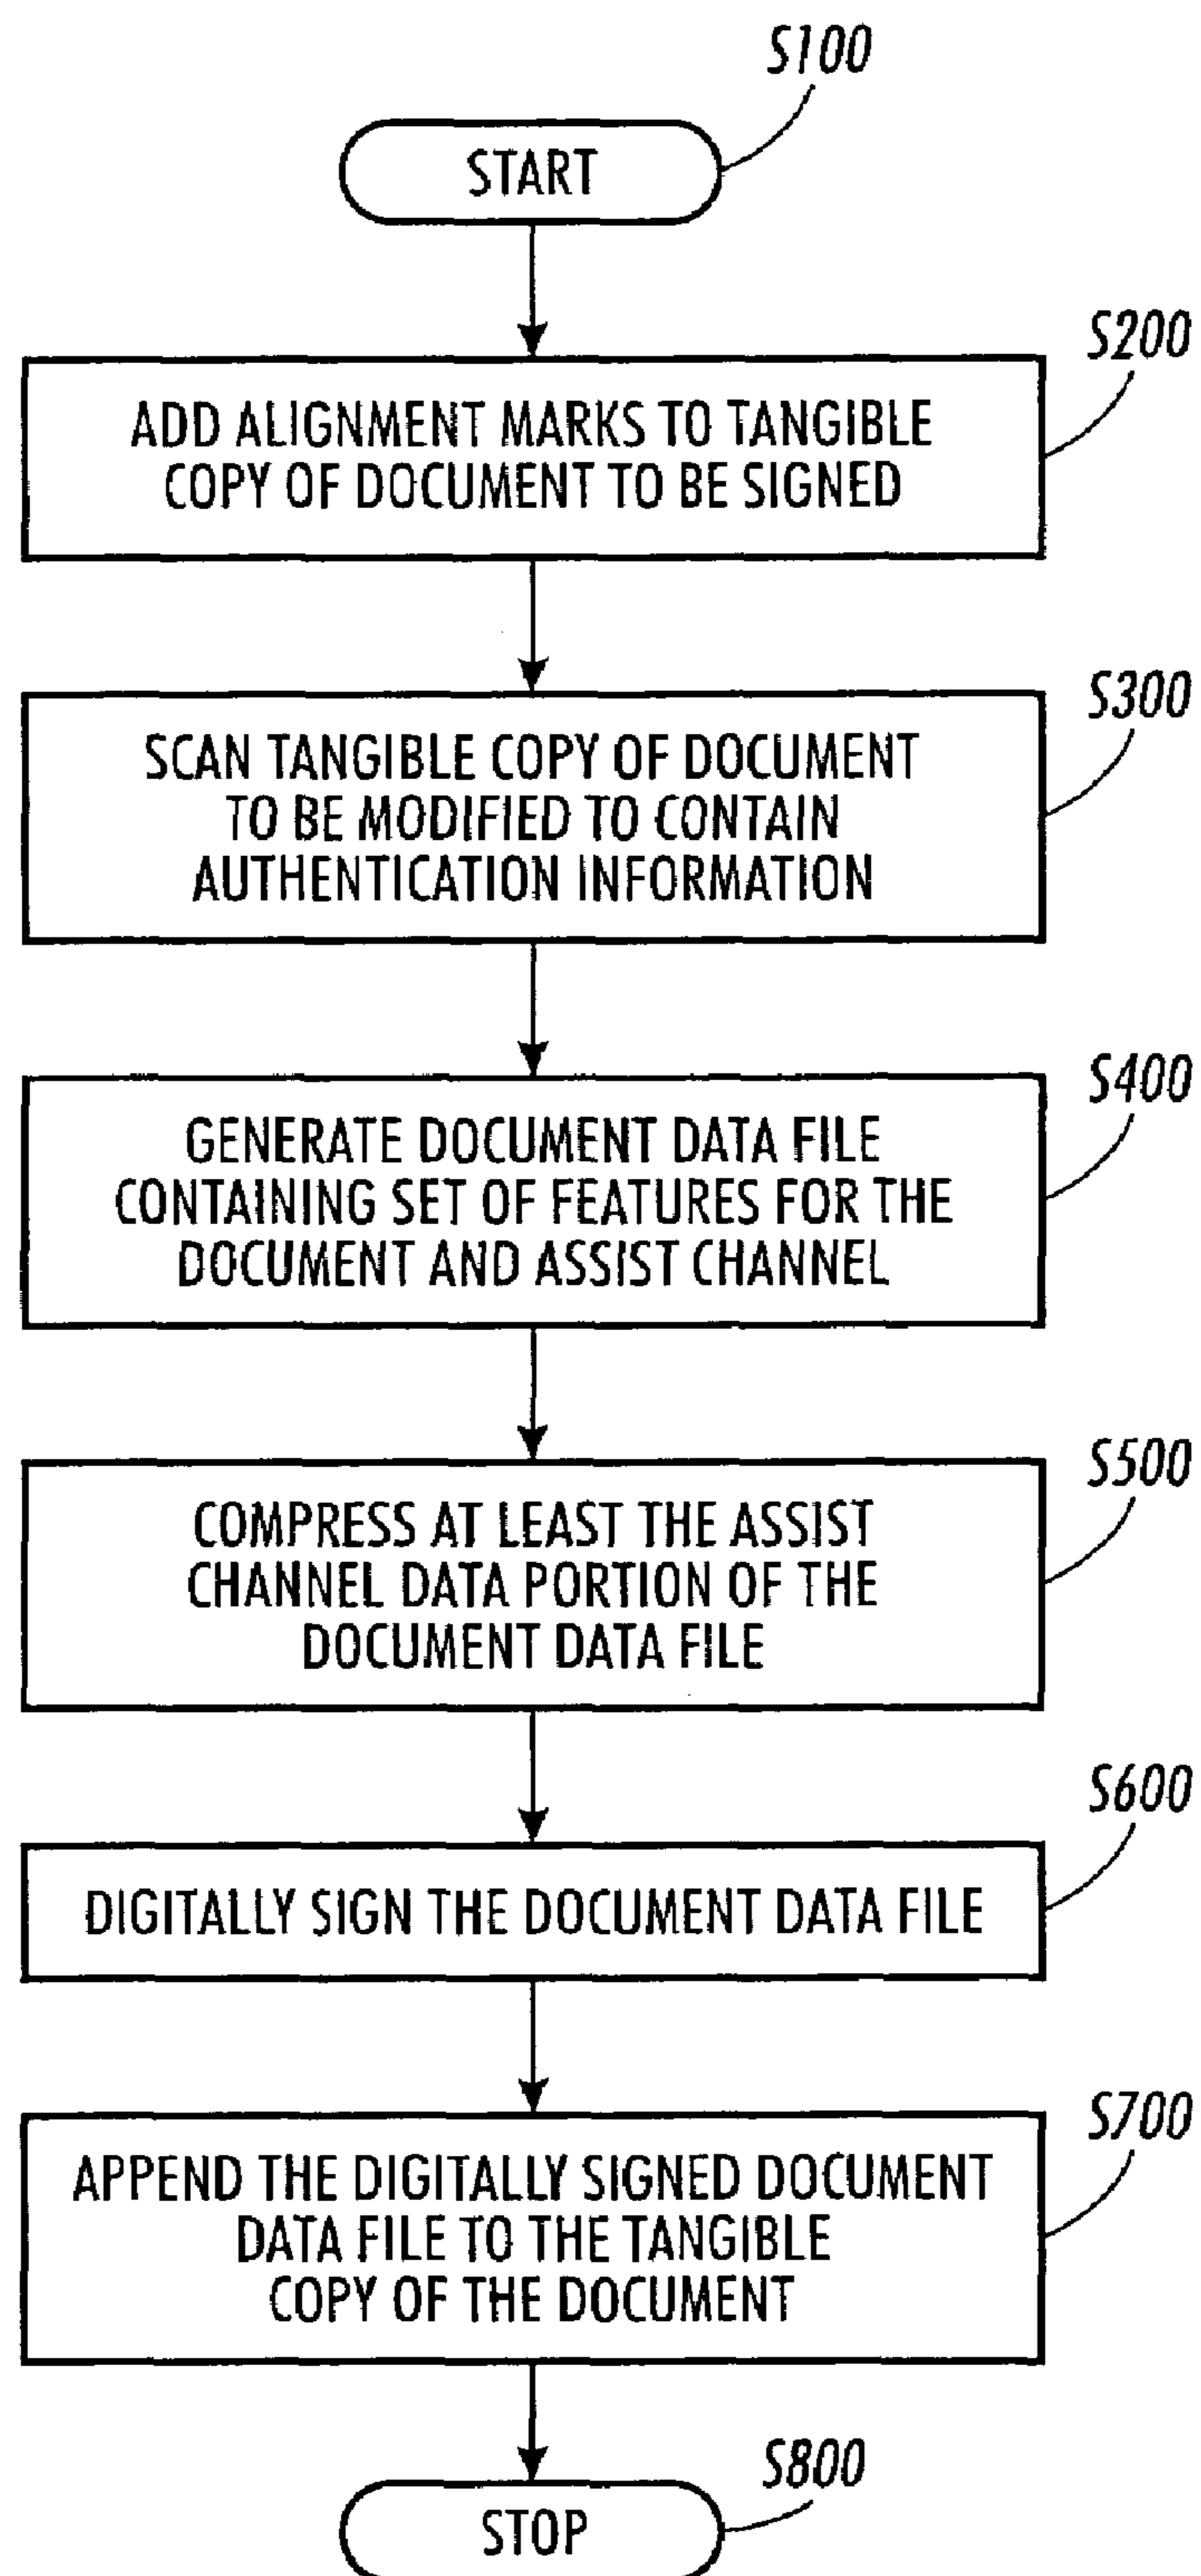 S100
START
S200
ADD ALIGNMENT MARKS TO TANGIBLE
COPY OF DOCUMENT TO BE SIGNED
S300
SCAN TANGIBLE COPY OF DOCUMENT
TO BE MODIFIED TO CONTAIN
AUTHENTICATION INFORMATION
S400
GENERATE DOCUMENT DATA FILE
CONTAINING SET OF FEATURES FOR THE
DOCUMENT AND ASSIST CHANNEL
S500
COMPRESS AT LEAST THE ASSIST
CHANNEL DATA PORTION OF THE
DOCUMENT DATA FILE
S600
DIGITALLY SIGN THE DOCUMENT DATA FILE
S700
APPEND THE DIGITALLY SIGNED DOCUMENT
DATA FILE TO THE TANGIBLE
COPY OF THE DOCUMENT
S800
STOP